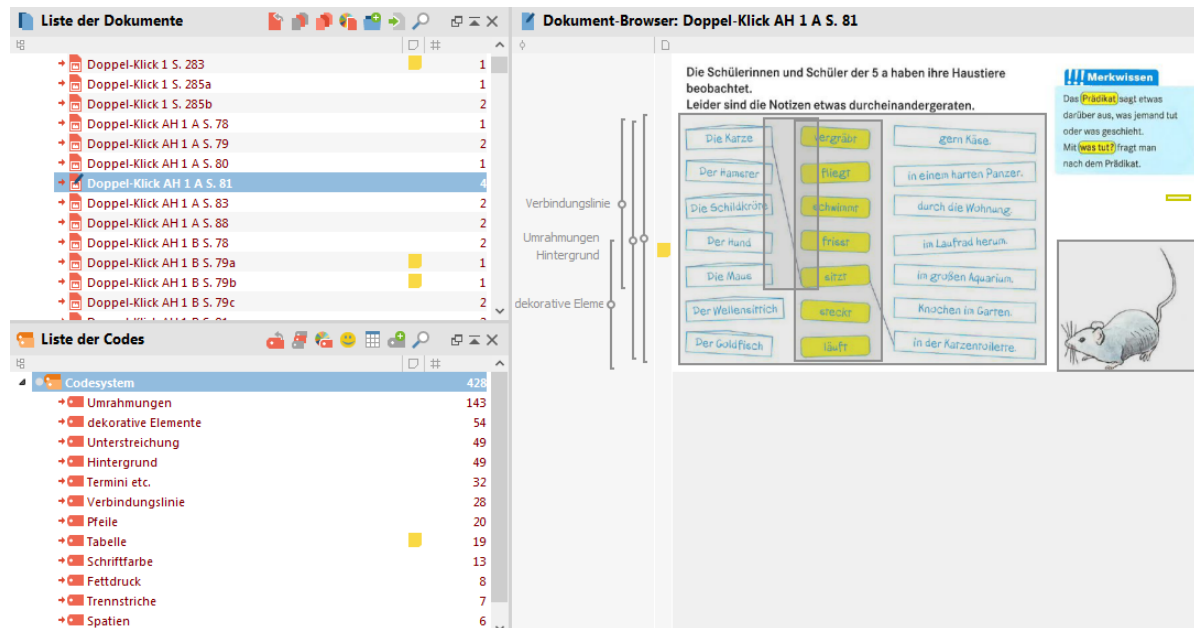 Liste der Dokumente
Doppel-Klick 1 S. 283 1
Doppel-Klick 1 S. 285a 1
Doppel-Klick 1 S. 285b 2
Doppel-Klick AH 1 A S. 78 1
Doppel-Klick AH 1 A S. 79 2
Doppel-Klick AH 1 A S. 80 1
Doppel-Klick AH 1 A S. 81 4
Doppel-Klick AH 1 A S. 83 2
Doppel-Klick AH 1 A S. 88 2
Doppel-Klick AH 1 B S. 78 2
Doppel-Klick AH 1 B S. 79a 1
Doppel-Klick AH 1 B S. 79b 1
Doppel-Klick AH 1 B S. 79c 2
Liste der Codes
Codesystem 428
Umrahmungen 143
dekorative Elemente 54
Unterstreichung 49
Hintergrund 49
Termini etc. 32
Verbindungslinie 28
Pfeile 20
Tabelle 19
Schriftfarbe 13
Fettdruck 8
Trennstriche 7
Spatien 6
Dokument-Browser: Doppel-Klick AH 1 A S. 81
Verbindungslinie
Umrahmungen
Hintergrund
dekorative Eleme
Die Schülerinnen und Schüler der 5 a haben ihre Haustiere
beobachtet.
Leider sind die Notizen etwas durcheinandergeraten.
Die Katze vergräbt gern Käse.
Der Hamster fliegt in einem harten Panzer.
Die Schildkröte schwimmt durch die Wohnung.
Der Hund frisst im Laufrad herum.
Die Maus sitzt im großen Aquarium.
Der Wellensittich steckt Knochen im Garten.
Der Goldfisch läuft in der Katzentoilette.
!!! Merkwissen
Das Prädikat sagt etwas
darüber aus, was jemand tut
oder was geschieht.
Mit was tut? fragt man
nach dem Prädikat.